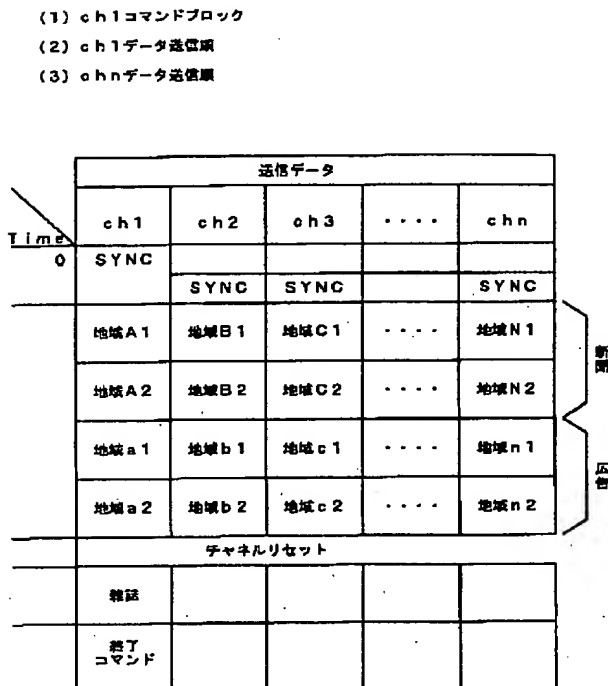 (1) ch1コマンドブロック
(2) ch1データ送信順
(3) chnデータ送信順
送信データ
Time ch1 ch2 ch3 ・・・・ chn
0 SYNC
SYNC SYNC SYNC
地域A1 地域B1 地域C1 ・・・・ 地域N1
新聞
地域A2 地域B2 地域C2 ・・・・ 地域N2
地域a1 地域b1 地域c1 ・・・・ 地域n1
広告
地域a2 地域b2 地域c2 ・・・・ 地域n2
チャネルリセット
雑誌
終了
コマンド